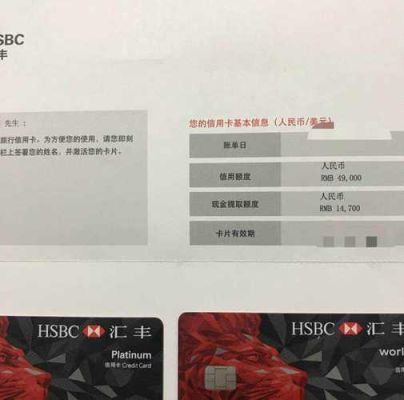 SBC
丰
先生：
旅行信用卡。为方便您的使用，请您即刻
栏上签署您的姓名，并激活您的卡片。
您的信用卡基本信息（人民币/美元）
账单日
信用额度
人民币
RMB 49,000
现金提取额度
人民币
RMB 14,700
卡片有效期
HSBC 汇丰
Platinum
信用卡 Credit Card
HSBC 汇丰
worl